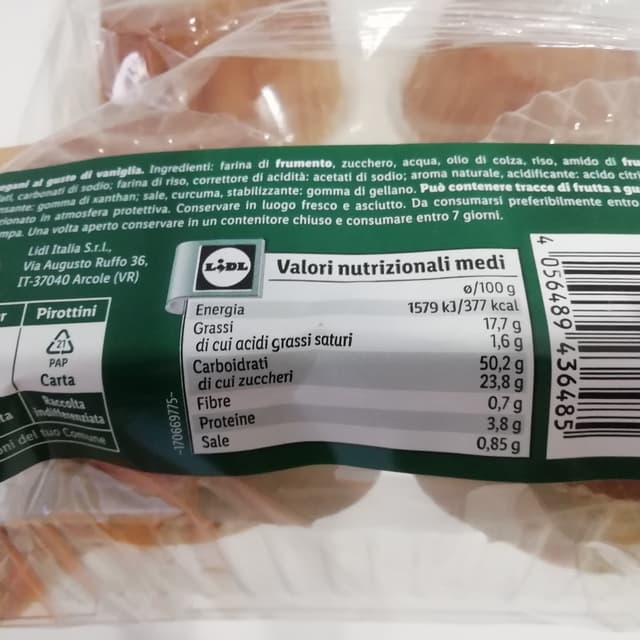 al gusto di vaniglia. Ingredienti: farina di frumento, zucchero, acqua, olio di colza, riso, amido di
carbonati di sodio; farina di riso, correttore di acidità: acetati di sodio; aroma naturale, acidificante: acido
gomma di xanthan; sale, curcuma, stabilizzante: gomma di gellano. Può contenere tracce di frutta a
in atmosfera protettiva. Conservare in luogo fresco e asciutto. Da consumarsi preferibilmente entro
Una volta aperto conservare in un contenitore chiuso e consumare entro 7 giorni.
Lidl Italia S.r.l.,
Via Augusto Ruffo 36,
IT-37040 Arcole (VR)
Pirottini
21
PAP
Carta
Raccolta
indifferenziata
del tuo Comune
-170669775-
LIDL
Valori nutrizionali medi
ø/100 g
Energia 1579 kJ/377 kcal
Grassi 17,7 g
di cui acidi grassi saturi 1,6 g
Carboidrati 50,2 g
di cui zuccheri 23,8 g
Fibre 0,7 g
Proteine 3,8 g
Sale 0,85 g
4 056489 436485